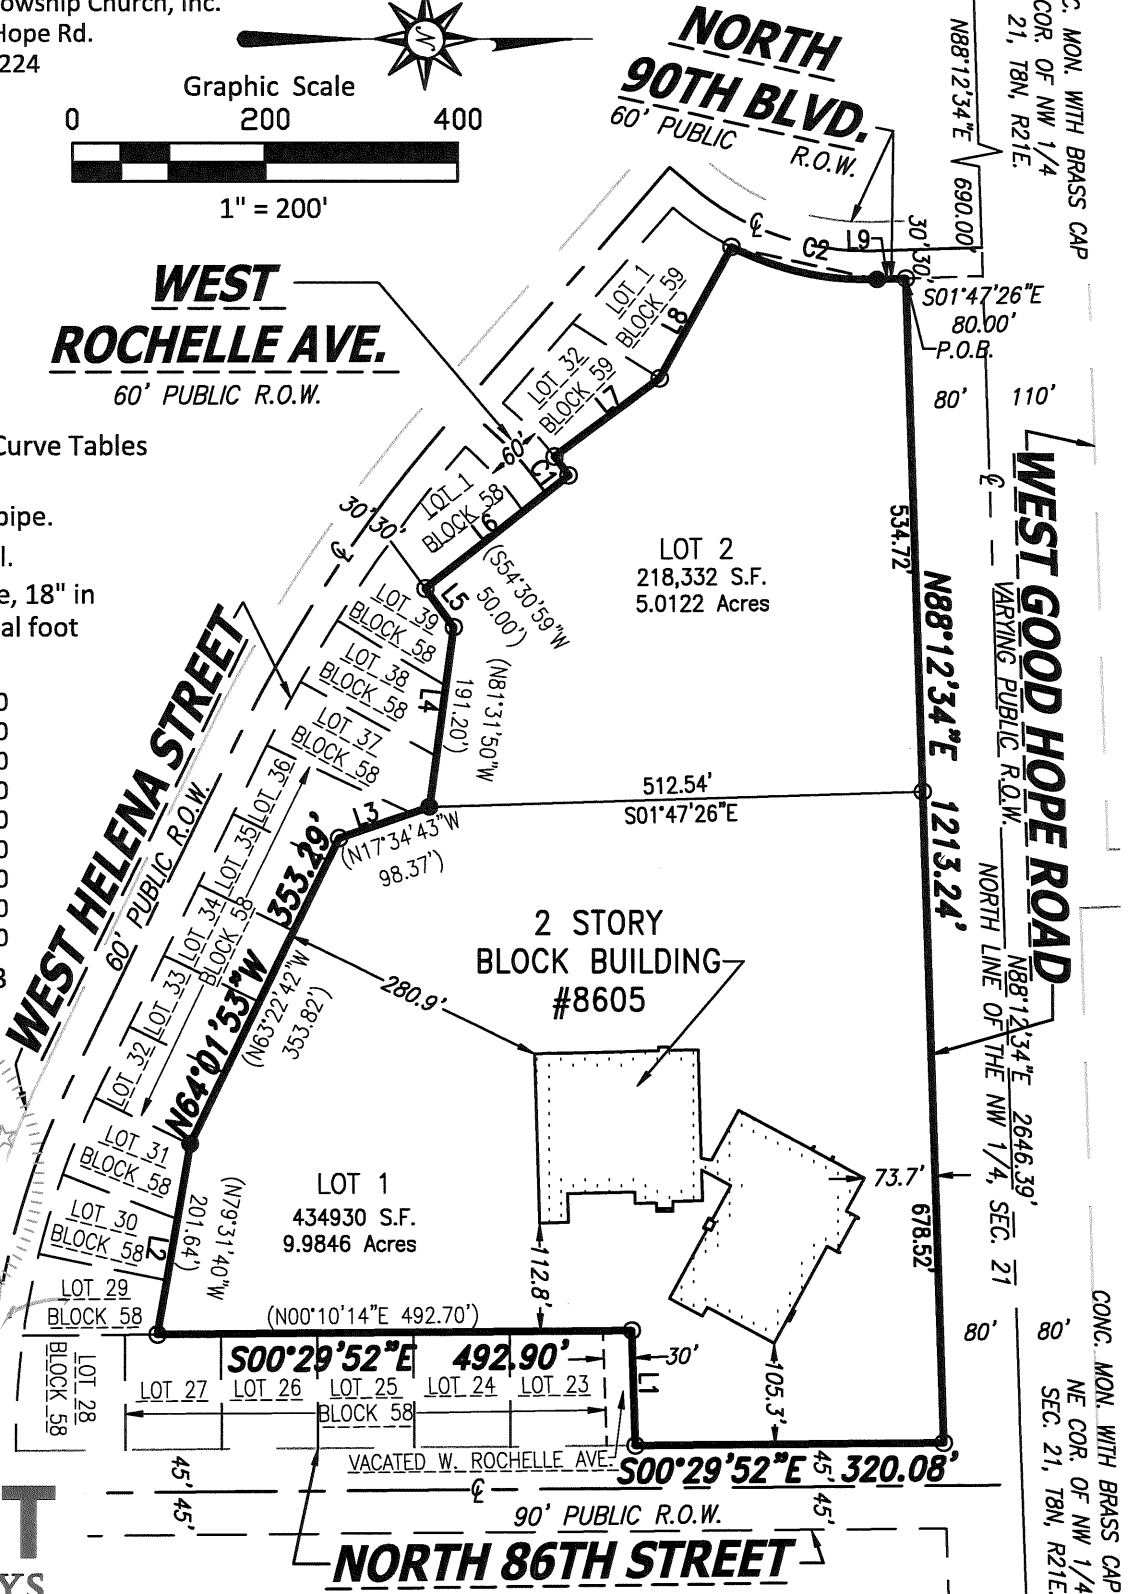 owship Church, Inc.
Hope Rd.
224
N
Graphic Scale
0 200 400
1" = 200'
NORTH
90TH BLVD.
60' PUBLIC
R.O.W.
N88°12'34"E 690.00'
C. MON. WITH BRASS CAP
COR. OF NW 1/4
21, T8N, R21E.
WEST
ROCHELLE AVE.
60' PUBLIC R.O.W.
Curve Tables
pipe.
l.
e, 18" in
al foot
0
0
0
0
0
0
0
0
0
3
℄
C2
L9
30'
30'
S01°47'26"E
80.00'
P.O.B.
LOT 1
BLOCK 59
L8
LOT 32
BLOCK 59
L7
60'
C1
LOT 1
BLOCK 58
L6
(S54°30'59"W
50.00')
30'
30'
℄
L5
LOT 39
BLOCK 58
LOT 38
BLOCK 58
L4
(N81°31'50"W
191.20')
LOT 37
BLOCK 58
LOT 2
218,332 S.F.
5.0122 Acres
534.72'
80'
110'
℄
WEST GOOD HOPE ROAD
VARYING PUBLIC R.O.W.
N88°12'34"E 1213.24'
512.54'
S01°47'26"E
WEST HELENA STREET
60' PUBLIC R.O.W.
LOT 36
LOT 35
LOT 34
LOT 33
LOT 32
BLOCK 58
L3
(N17°34'43"W
98.37')
N64°01'53"W 353.29'
(N63°22'42"W
353.82')
280.9'
2 STORY
BLOCK BUILDING
#8605
N88°12'34"E 2646.39'
NORTH LINE OF THE NW 1/4, SEC. 21
LOT 31
BLOCK 58
LOT 30
BLOCK 58
L2
(N79°31'40"W
201.64')
LOT 1
434930 S.F.
9.9846 Acres
73.7'
678.52'
112.8'
105.3'
LOT 29
BLOCK 58
(N00°10'14"E 492.70')
S00°29'52"E 492.90'
30'
L1
80'
80'
LOT 28
BLOCK 58
LOT 27
LOT 26
LOT 25
LOT 24
LOT 23
BLOCK 58
VACATED W. ROCHELLE AVE.
S00°29'52"E 320.08'
45'
45'
℄
45'
45'
90' PUBLIC R.O.W.
NORTH 86TH STREET
CONC. MON. WITH BRASS CAP
NE COR. OF NW 1/4
SEC. 21, T8N, R21E.
T
YS